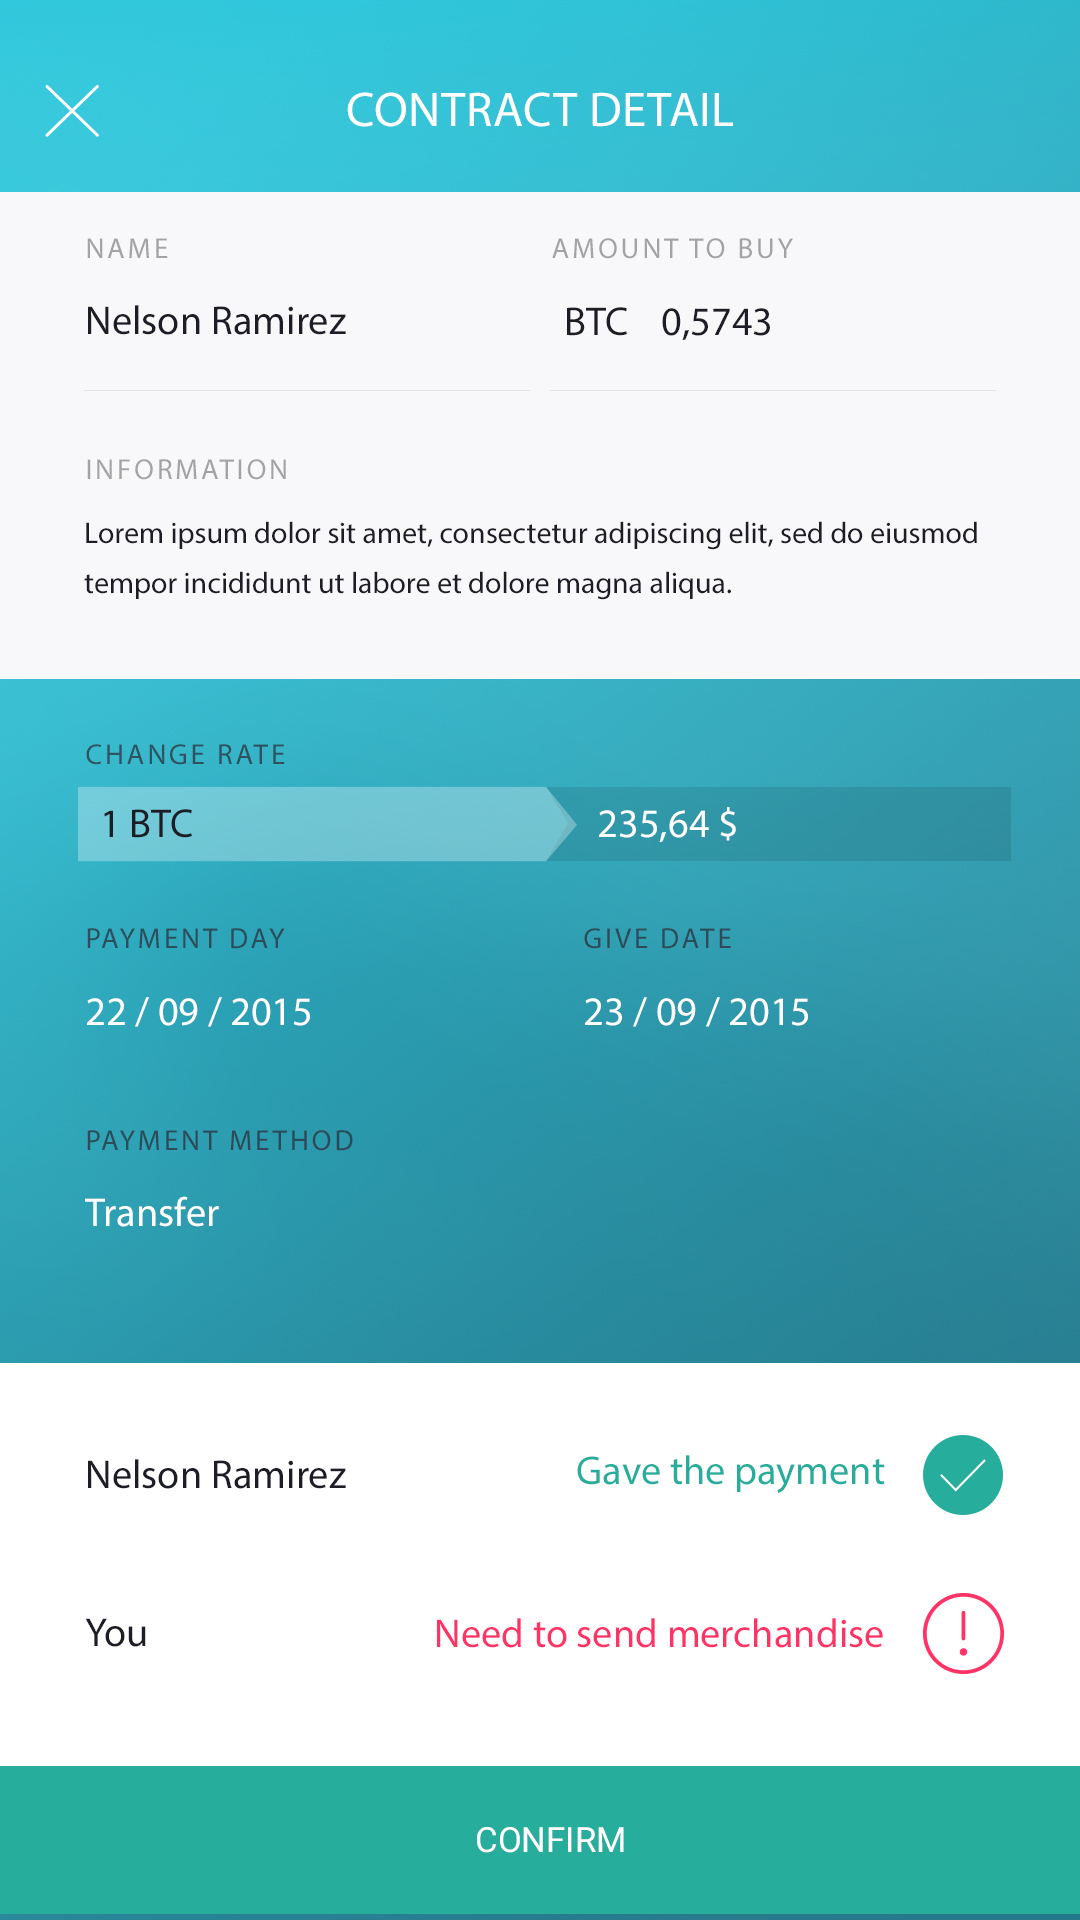 CONTRACT DETAIL
NAME
AMOUNT TO BUY
Nelson Ramirez
BTC 0,5743
INFORMATION
Lorem ipsum dolor sit amet, consectetur adipiscing elit, sed do eiusmod
tempor incididunt ut labore et dolore magna aliqua.
CHANGE RATE
1 BTC
235,64 $
PAYMENT DAY
GIVE DATE
22 / 09 / 2015
23 / 09 / 2015
PAYMENT METHOD
Transfer
Nelson Ramirez
Gave the payment
You
Need to send merchandise
CONFIRM